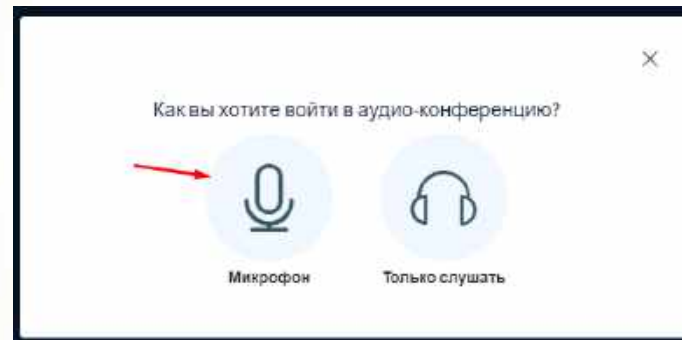 Как вы хотите войти в аудио-конференцию?
Микрофон
Только слушать